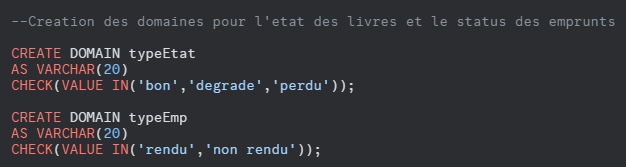 --Creation des domaines pour l'etat des livres et le status des emprunts
CREATE DOMAIN typeEtat
AS VARCHAR(20)
CHECK(VALUE IN('bon','degrade','perdu'));
CREATE DOMAIN typeEmp
AS VARCHAR(20)
CHECK(VALUE IN('rendu','non rendu'));